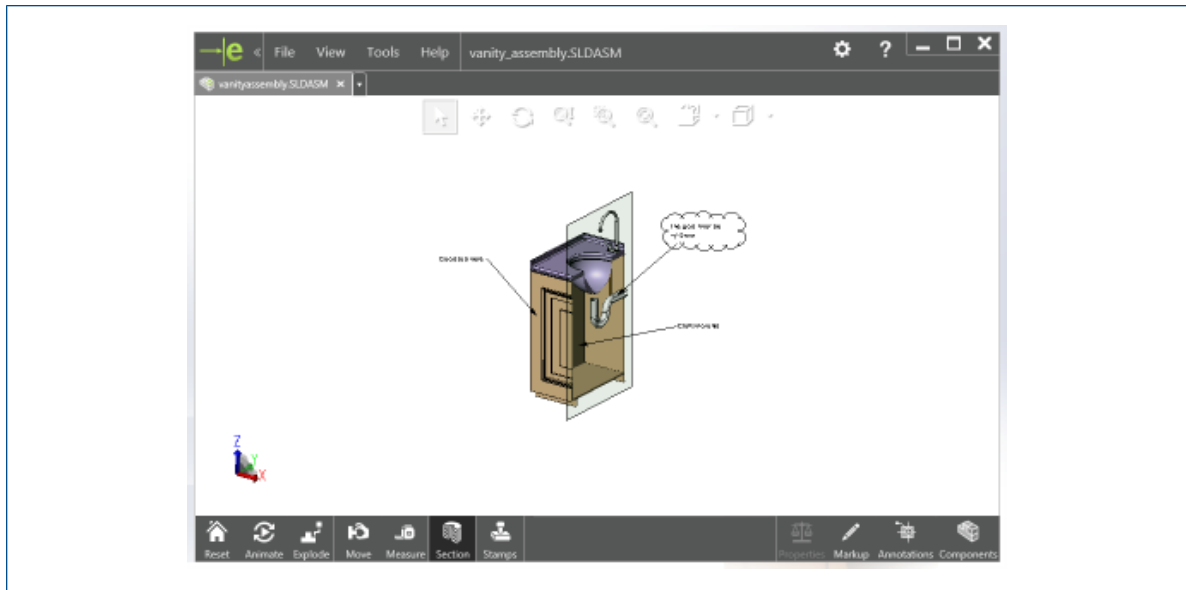 e « File View Tools Help vanity_assembly.SLDASM ?
vanityassembly.SLDASM
Z
Y
X
Reset Animate Explode Move Measure Section Stamps Properties Markup Annotations Components